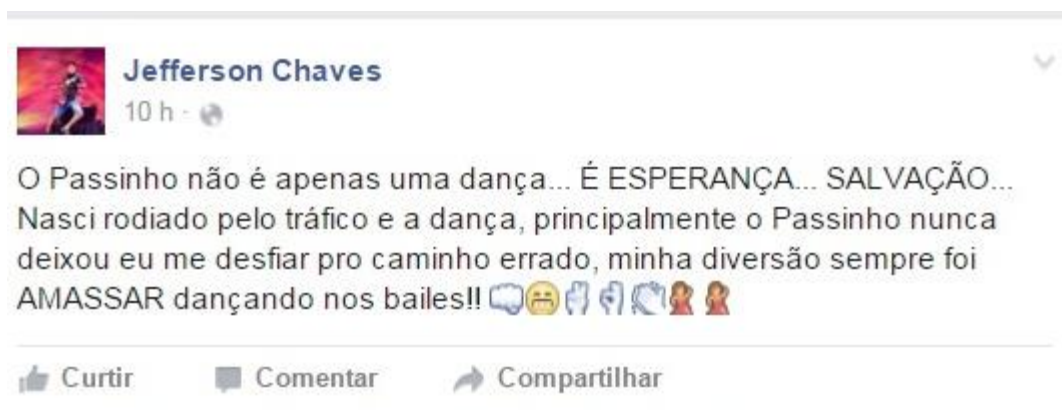 Jefferson Chaves
10 h ·
O Passinho não é apenas uma dança... É ESPERANÇA... SALVAÇÃO...
Nasci rodiado pelo tráfico e a dança, principalmente o Passinho nunca
deixou eu me desfiar pro caminho errado, minha diversão sempre foi
AMASSAR dançando nos bailes!! 👊😁✌👌👏💃💃
Curtir Comentar Compartilhar